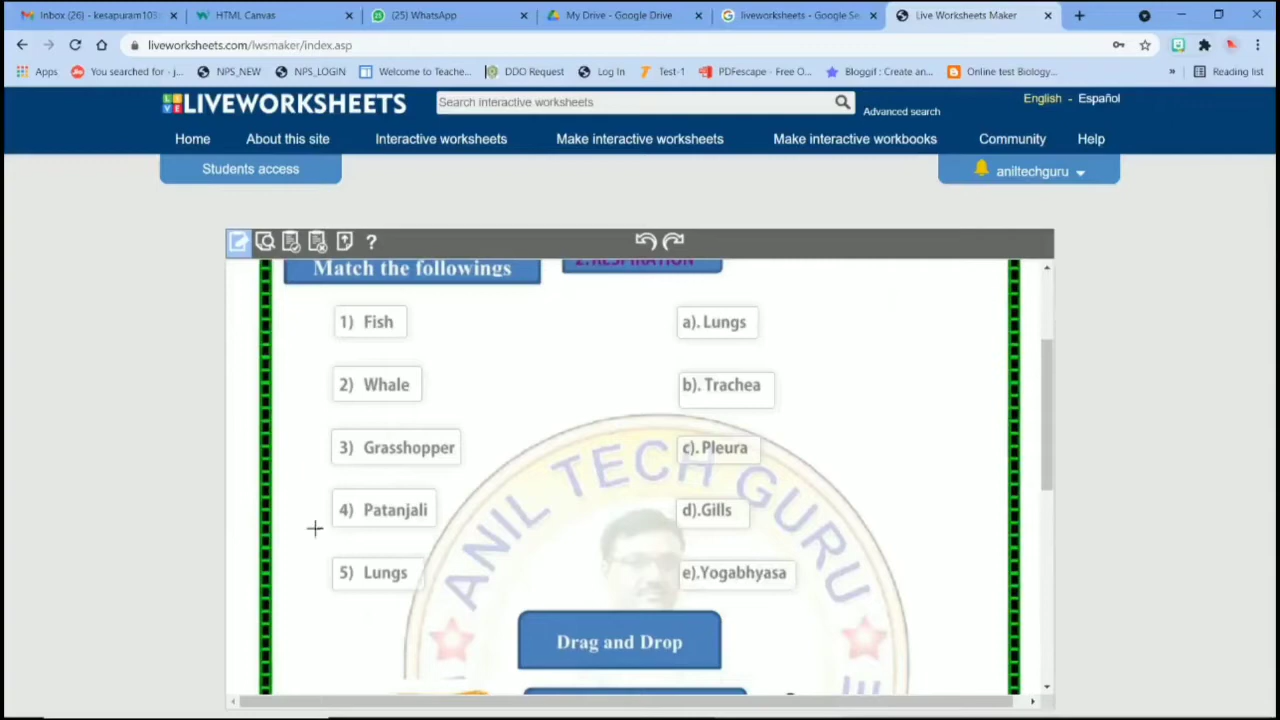 Inbox (26) - kesapuram103
HTML Canvas
(25) WhatsApp
My Drive - Google Drive
liveworksheets - Google Se
Live Worksheets Maker
liveworksheets.com/lwsmaker/index.asp
Apps
You searched for - j...
NPS_NEW
NPS_LOGIN
Welcome to Teache...
DDO Request
Log In
Test-1
PDFescape - Free O...
Bloggif : Create an...
Online test Biology...
»
Reading list
LIVEWORKSHEETS
Search interactive worksheets
Advanced search
English - Español
Home
About this site
Interactive worksheets
Make interactive worksheets
Make interactive workbooks
Community
Help
Students access
aniltechguru
?
Match the followings
2.RESPIRATION
1) Fish
a). Lungs
2) Whale
b). Trachea
3) Grasshopper
c). Pleura
4) Patanjali
d).Gills
5) Lungs
e).Yogabhyasa
ANIL TECH GURU
Drag and Drop